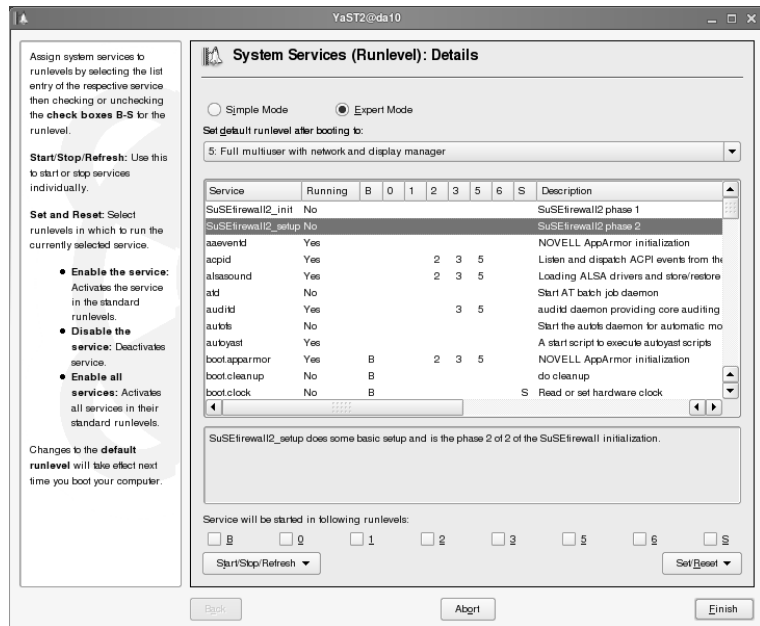 YaST2@da10
Assign system services to
runlevels by selecting the list
entry of the respective service
then checking or unchecking
the check boxes B-S for the
runlevel.
Start/Stop/Refresh: Use this
to start or stop services
individually.
Set and Reset: Select
runlevels in which to run the
currently selected service.
Enable the service:
Activates the service
in the standard
runlevels.
Disable the
service: Deactivates
service.
Enable all
services: Activates
all services in their
standard runlevels.
Changes to the default
runlevel will take effect next
time you boot your computer.
System Services (Runlevel): Details
Simple Mode Expert Mode
Set default runlevel after booting to:
5: Full multiuser with network and display manager
Service Running B 0 1 2 3 5 6 S Description
SuSEfirewall2_init No SuSEfirewall2 phase 1
SuSEfirewall2_setup No SuSEfirewall2 phase 2
aaeventd Yes NOVELL AppArmor initialization
acpid Yes 2 3 5 Listen and dispatch ACPI events from the
alsasound Yes 2 3 5 Loading ALSA drivers and store/restore
atd No Start AT batch job daemon
auditd Yes 3 5 auditd daemon providing core auditing
autofs No Start the autofs daemon for automatic mo
autoyast Yes A start script to execute autoyast scripts
boot.apparmor Yes B 2 3 5 NOVELL AppArmor initialization
boot.cleanup No B do cleanup
boot.clock No B S Read or set hardware clock
SuSEfirewall2_setup does some basic setup and is the phase 2 of 2 of the SuSEfirewall initialization.
Service will be started in following runlevels:
B 0 1 2 3 5 6 S
Start/Stop/Refresh Set/Reset
Back Abort Finish